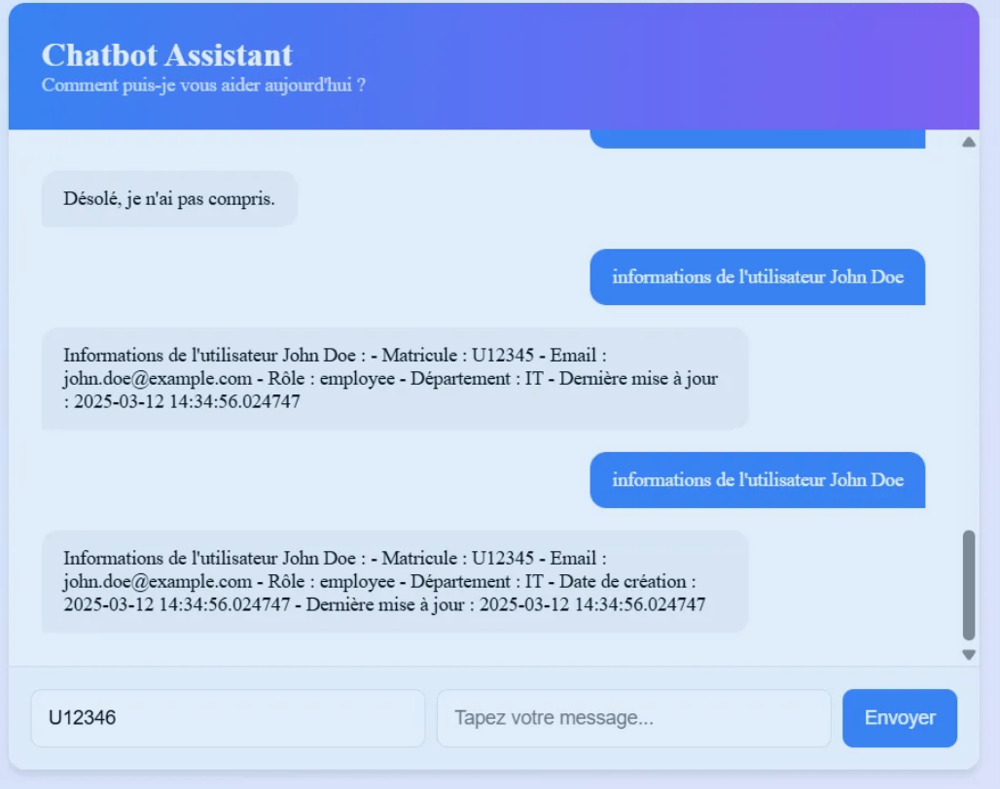 Chatbot Assistant
Comment puis-je vous aider aujourd'hui ?
Désolé, je n'ai pas compris.
informations de l'utilisateur John Doe
Informations de l'utilisateur John Doe : - Matricule : U12345 - Email :
john.doe@example.com - Rôle : employee - Département : IT - Dernière mise à jour
: 2025-03-12 14:34:56.024747
informations de l'utilisateur John Doe
Informations de l'utilisateur John Doe : - Matricule : U12345 - Email :
john.doe@example.com - Rôle : employee - Département : IT - Date de création :
2025-03-12 14:34:56.024747 - Dernière mise à jour : 2025-03-12 14:34:56.024747
U12346
Tapez votre message...
Envoyer